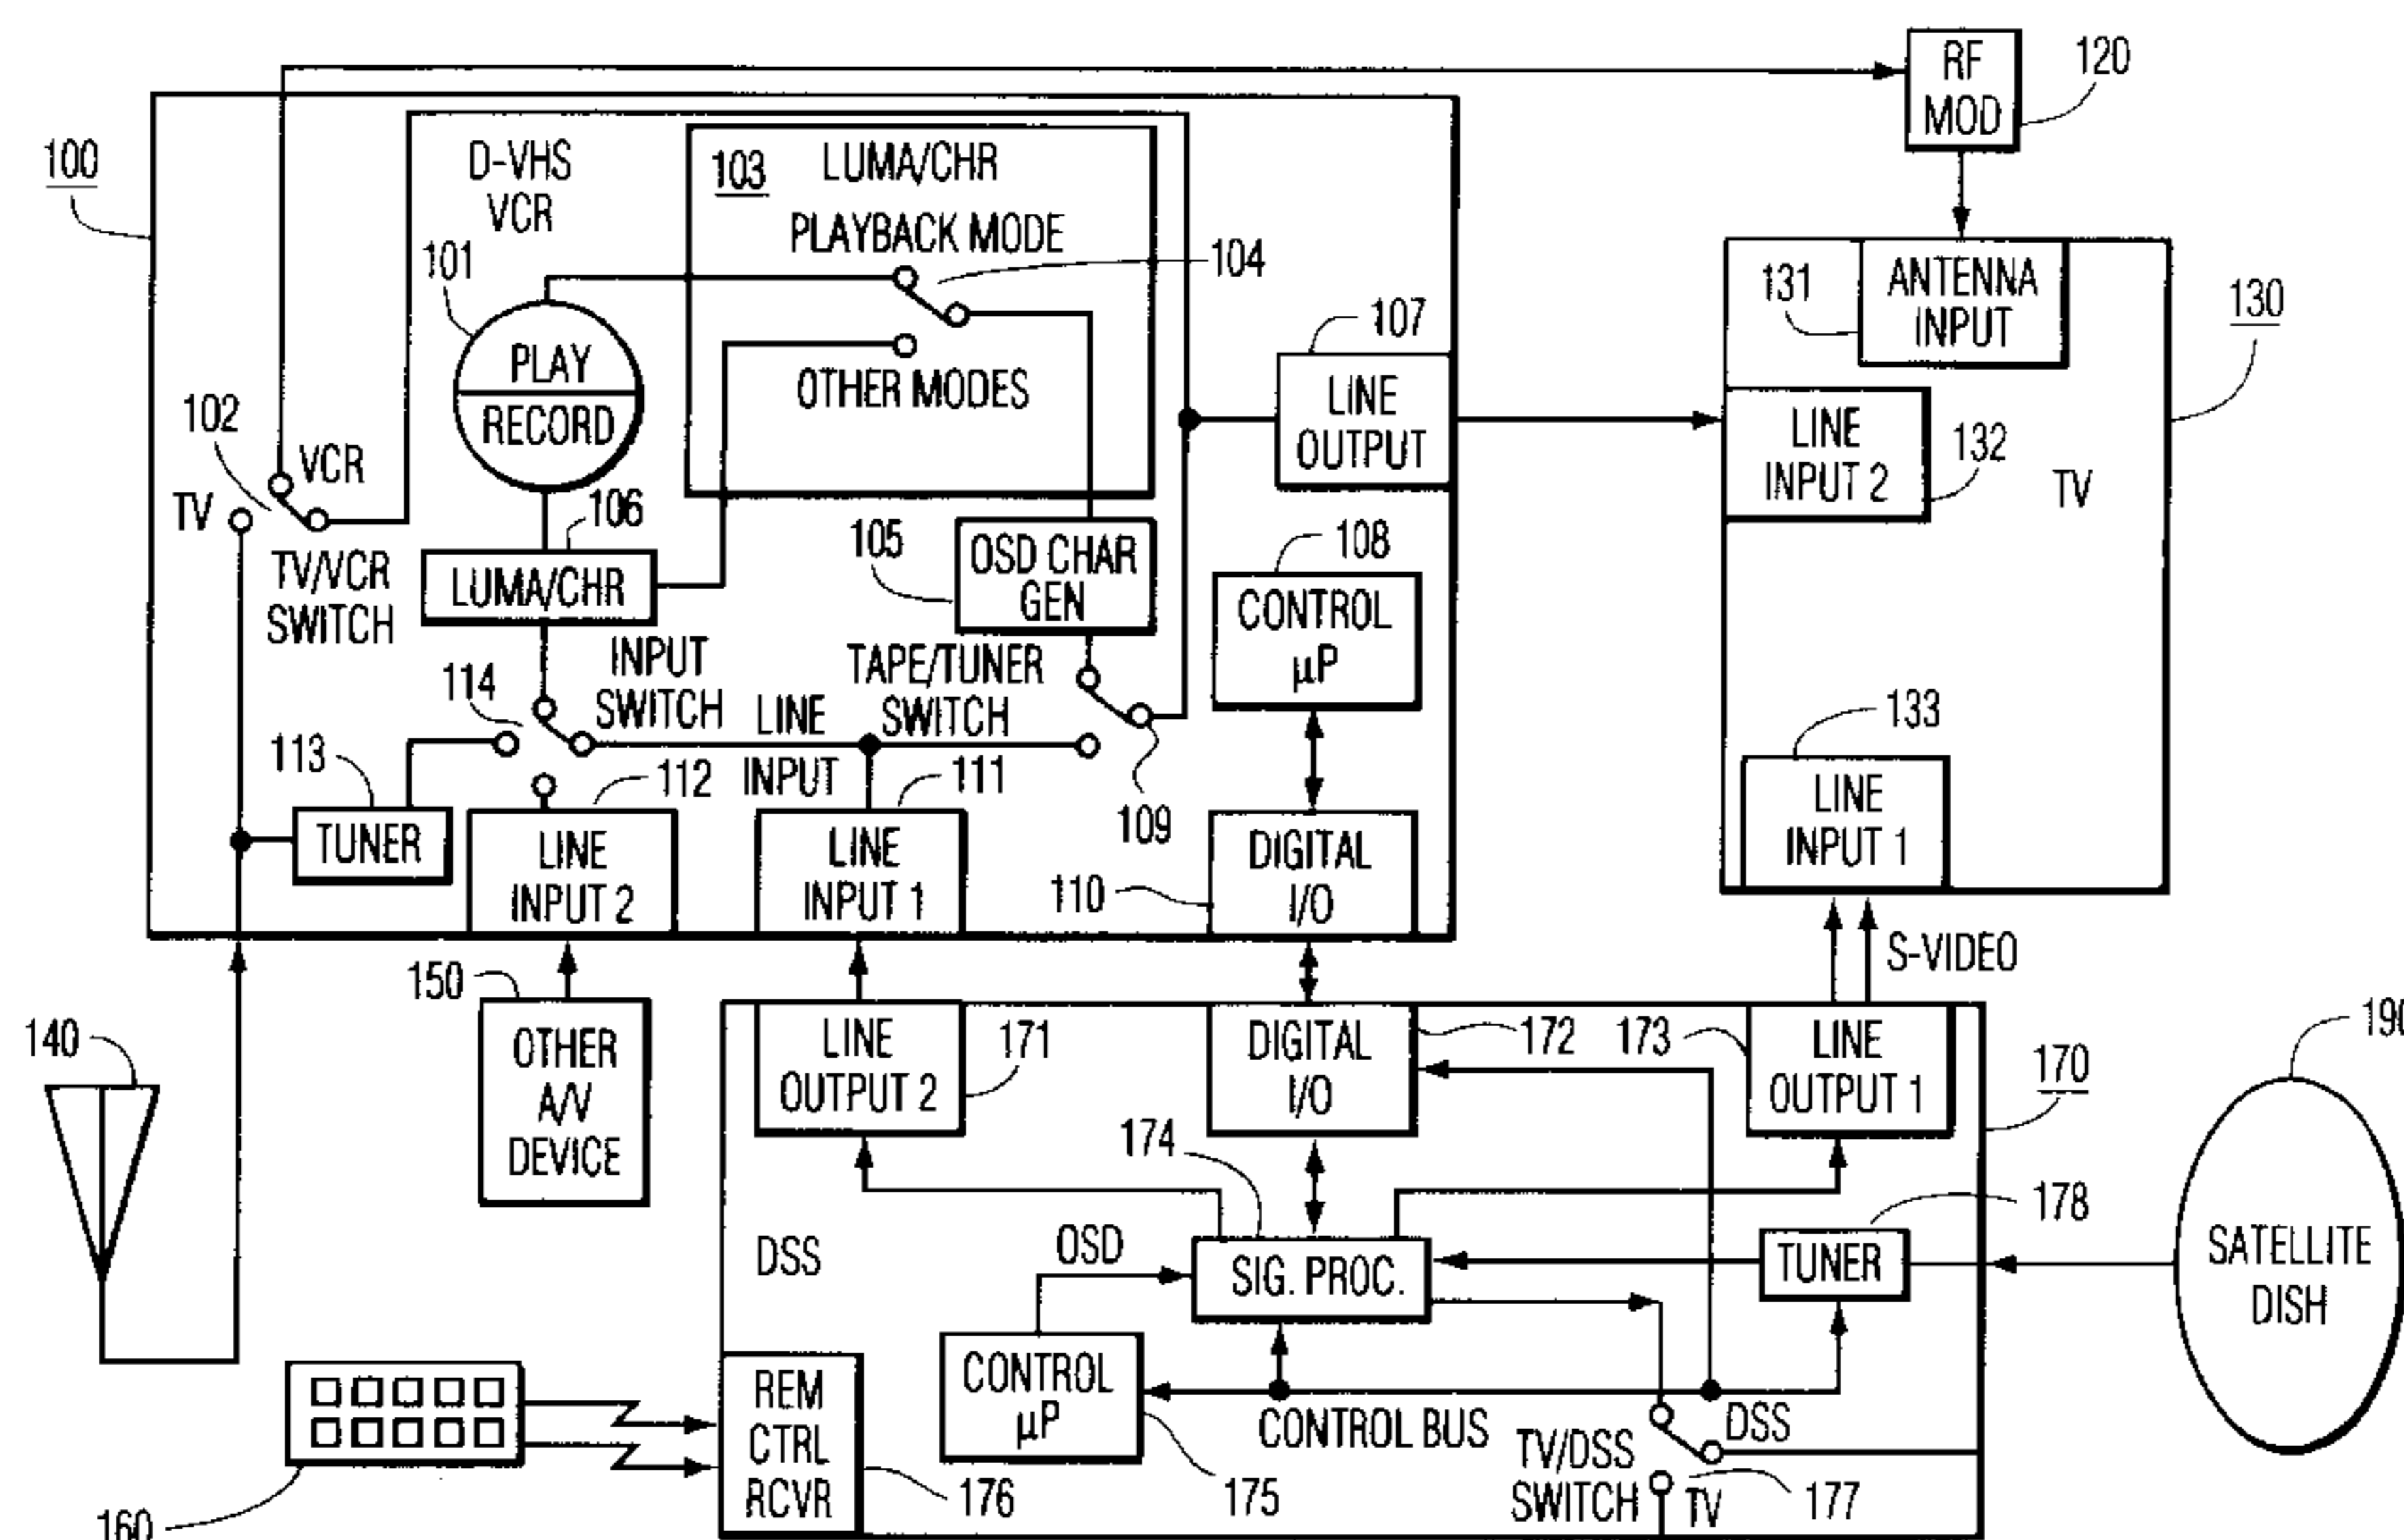 RF
MOD
120
100
D-VHS
VCR
103
LUMA/CHR
PLAYBACK MODE
104
101
PLAY
RECORD
OTHER MODES
107
LINE
OUTPUT
131
ANTENNA
INPUT
130
LINE
INPUT 2
132
TV
102
VCR
TV
TV/VCR
SWITCH
106
LUMA/CHR
105
OSD CHAR
GEN
108
CONTROL
µP
114
INPUT
SWITCH
LINE
INPUT
TAPE/TUNER
SWITCH
109
113
TUNER
112
LINE
INPUT 2
111
LINE
INPUT 1
110
DIGITAL
I/O
133
LINE
INPUT 1
S-VIDEO
140
150
OTHER
A/V
DEVICE
LINE
OUTPUT 2
171
DIGITAL
I/O
172
173
LINE
OUTPUT 1
170
190
174
178
DSS
OSD
SIG. PROC.
TUNER
SATELLITE
DISH
CONTROL
µP
175
CONTROL BUS
TV/DSS
SWITCH
DSS
TV
177
REM
CTRL
RCVR
176
160